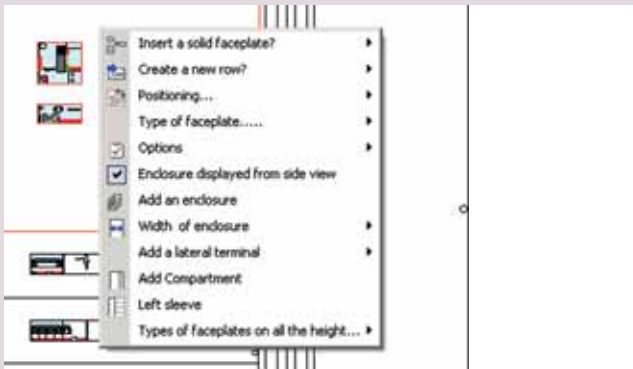 Insert a solid faceplate?
Create a new row?
Positioning...
Type of faceplate.....
Options
Enclosure displayed from side view
Add an enclosure
Width of enclosure
Add a lateral terminal
Add Compartment
Left sleeve
Types of faceplates on all the height...